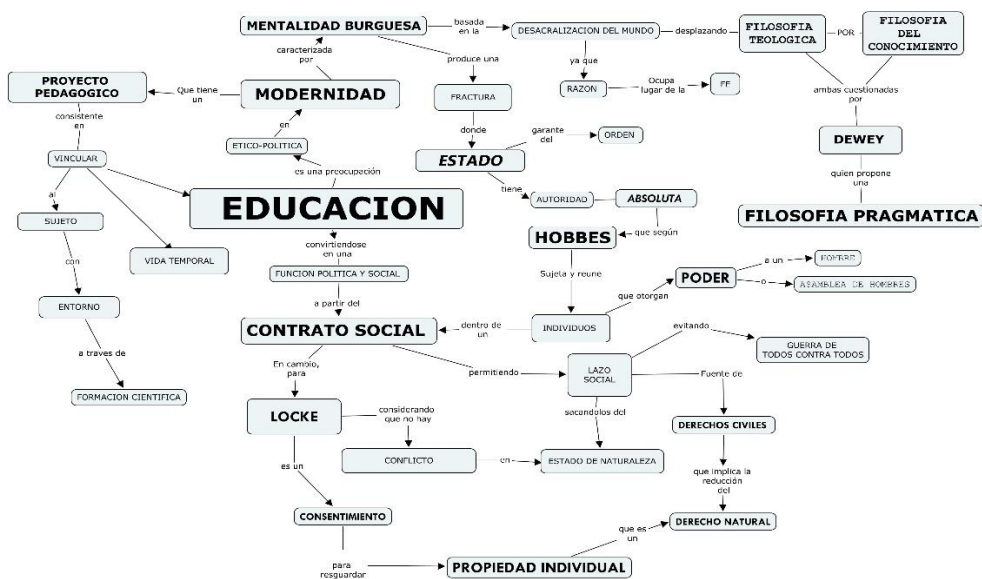 MENTALIDAD BURGUESA
basada
en la
DESACRALIZACION DEL MUNDO
desplazando
FILOSOFIA
TEOLOGICA
POR
FILOSOFIA
DEL
CONOCIMIENTO
caracterizada
por
produce una
ya que
PROYECTO
PEDAGOGICO
Que tiene
un
MODERNIDAD
FRACTURA
RAZON
Ocupa
lugar de la
FF
ambas cuestionadas
por
consistente
en
en
donde
garante
del
ORDEN
DEWEY
VINCULAR
ETICO-POLITICA
ESTADO
quien propone
una
es una preocupación
tiene
AUTORIDAD
ABSOLUTA
al
SUJETO
EDUCACION
FILOSOFIA PRAGMATICA
convirtiendose
en una
HOBBES
que según
con
VIDA TEMPORAL
FUNCION POLITICA Y SOCIAL
Sujeta y reune
PODER
a un
HOMBRE
o
ASAMBLEA DE HOMBRES
ENTORNO
a partir del
que otorgan
CONTRATO SOCIAL
dentro de
un
INDIVIDUOS
evitando
GUERRA DE
TODOS CONTRA TODOS
a traves de
En cambio,
para
permitiendo
LAZO
SOCIAL
Fuente de
FORMACION CIENTIFICA
LOCKE
considerando
que no hay
sacandolos del
DERECHOS CIVILES
es un
CONFLICTO
en
ESTADO DE NATURALEZA
que implica la
reducción
del
CONSENTIMIENTO
que es
un
DERECHO NATURAL
para
resguardar
PROPIEDAD INDIVIDUAL